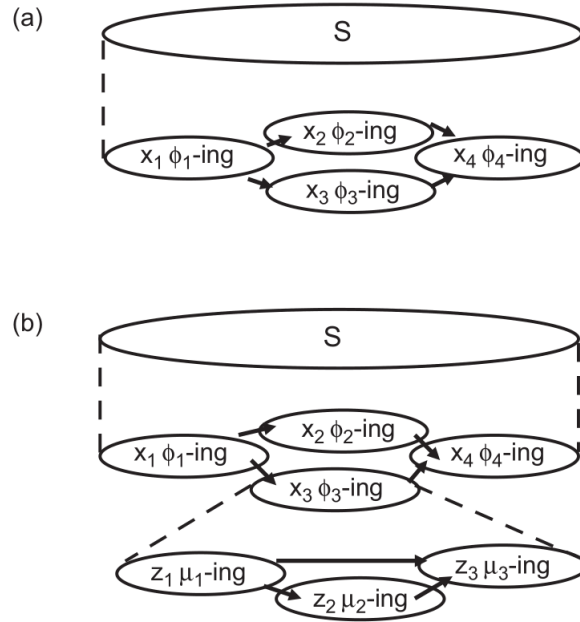 (a)
S
x₁ ϕ₁-ing
x₂ ϕ₂-ing
x₃ ϕ₃-ing
x₄ ϕ₄-ing
(b)
S
x₁ ϕ₁-ing
x₂ ϕ₂-ing
x₃ ϕ₃-ing
x₄ ϕ₄-ing
z₁ μ₁-ing
z₂ μ₂-ing
z₃ μ₃-ing